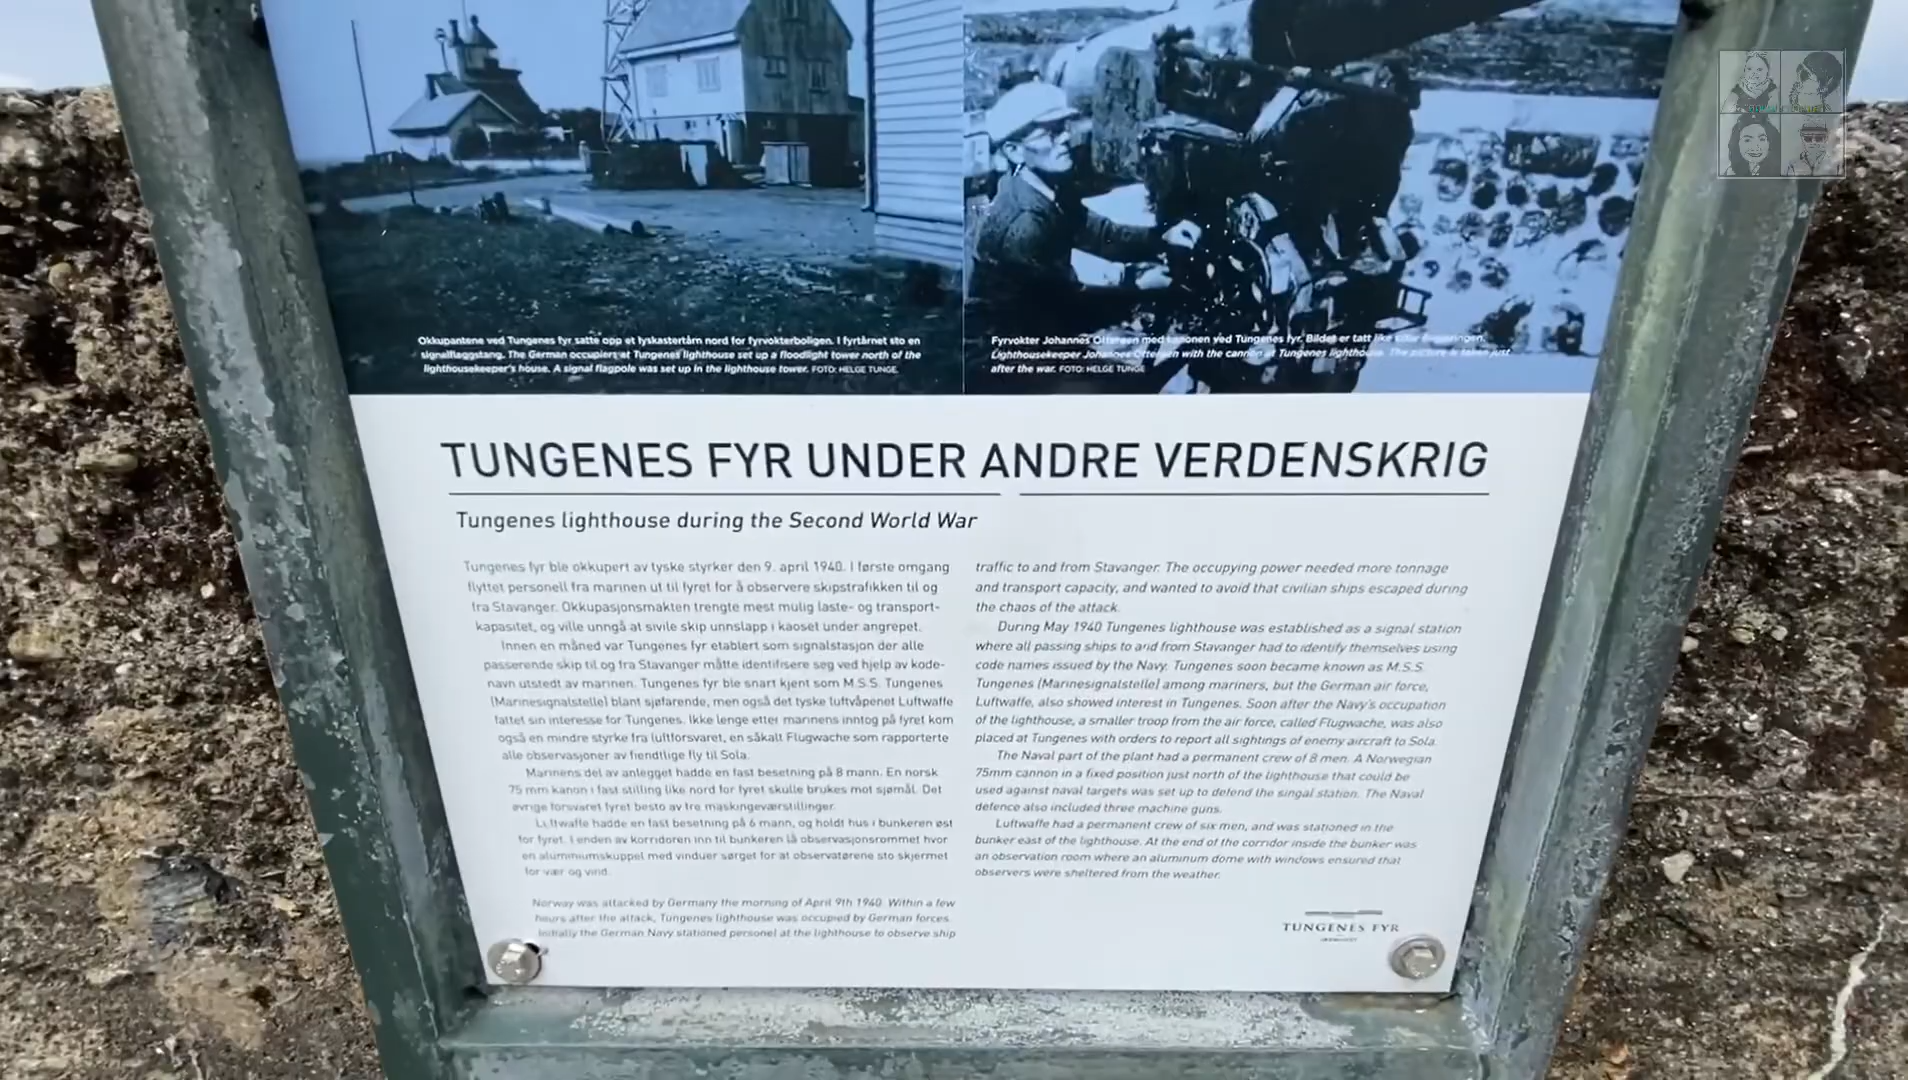 Okkupantene ved Tungenes fyr satte opp et lyskastertårn nord for fyrvokterboligen. I fyrtårnet sto en
signalflaggstang. The German occupiers at Tungenes lighthouse set up a floodlight tower north of the
lighthousekeeper's house. A signal flagpole was set up in the lighthouse tower. FOTO: HELGE TUNGE.
Fyrvokter Johannes Ottersen med kanonen ved Tungenes fyr. Bildet er tatt like etter
Lighthousekeeper Johannes Ottersen with the cannon at Tungenes lighthouse. The picture is taken just
after the war. FOTO: HELGE TUNGE
TUNGENES FYR UNDER ANDRE VERDENSKRIG
Tungenes lighthouse during the Second World War
Tungenes fyr ble okkupert av tyske styrker den 9. april 1940. I første omgang
flyttet personell fra marinen ut til fyret for å observere skipstrafikken til og
fra Stavanger. Okkupasjonsmakten trengte mest mulig laste- og transport-
kapasitet, og ville unngå at sivile skip unnslapp i kaoset under angrepet.
Innen en måned var Tungenes fyr etablert som signalstasjon der alle
passerende skip til og fra Stavanger måtte identifisere seg ved hjelp av kode-
navn utstedt av marinen. Tungenes fyr ble snart kjent som M.S.S. Tungenes
(Marinesignalstelle) blant sjøfarende, men også det tyske luftvåpenet Luftwaffe
fattet sin interesse for Tungenes. Ikke lenge etter marinens inntog på fyret kom
også en mindre styrke fra luftforsvaret, en såkalt Flugwache som rapporterte
alle observasjoner av fiendtlige fly til Sola.
Marinens del av anlegget hadde en fast besetning på 8 mann. En norsk
75 mm kanon i fast stilling like nord for fyret skulle brukes mot sjømål. Det
øvrige forsvaret fyret besto av tre maskingeværstillinger.
Luftwaffe hadde en fast besetning på 6 mann, og holdt hus i bunkeren øst
for fyret. I enden av korridoren inn til bunkeren lå observasjonsrommet hvor
en aluminiumskuppel med vinduer sørget for at observatørene sto skjermet
for vær og vind.
Norway was attacked by Germany the morning of April 9th 1940. Within a few
hours after the attack, Tungenes lighthouse was occupied by German forces.
Initially the German Navy stationed personel at the lighthouse to observe ship
traffic to and from Stavanger. The occupying power needed more tonnage
and transport capacity, and wanted to avoid that civilian ships escaped during
the chaos of the attack.
During May 1940 Tungenes lighthouse was established as a signal station
where all passing ships to and from Stavanger had to identify themselves using
code names issued by the Navy. Tungenes soon became known as M.S.S.
Tungenes (Marinesignalstelle) among mariners, but the German air force,
Luftwaffe, also showed interest in Tungenes. Soon after the Navy's occupation
of the lighthouse, a smaller troop from the air force, called Flugwache, was also
placed at Tungenes with orders to report all sightings of enemy aircraft to Sola.
The Naval part of the plant had a permanent crew of 8 men. A Norwegian
75mm cannon in a fixed position just north of the lighthouse that could be
used against naval targets was set up to defend the singal station. The Naval
defence also included three machine guns.
Luftwaffe had a permanent crew of six men, and was stationed in the
bunker east of the lighthouse. At the end of the corridor inside the bunker was
an observation room where an aluminum dome with windows ensured that
observers were sheltered from the weather.
TUNGENES FYR